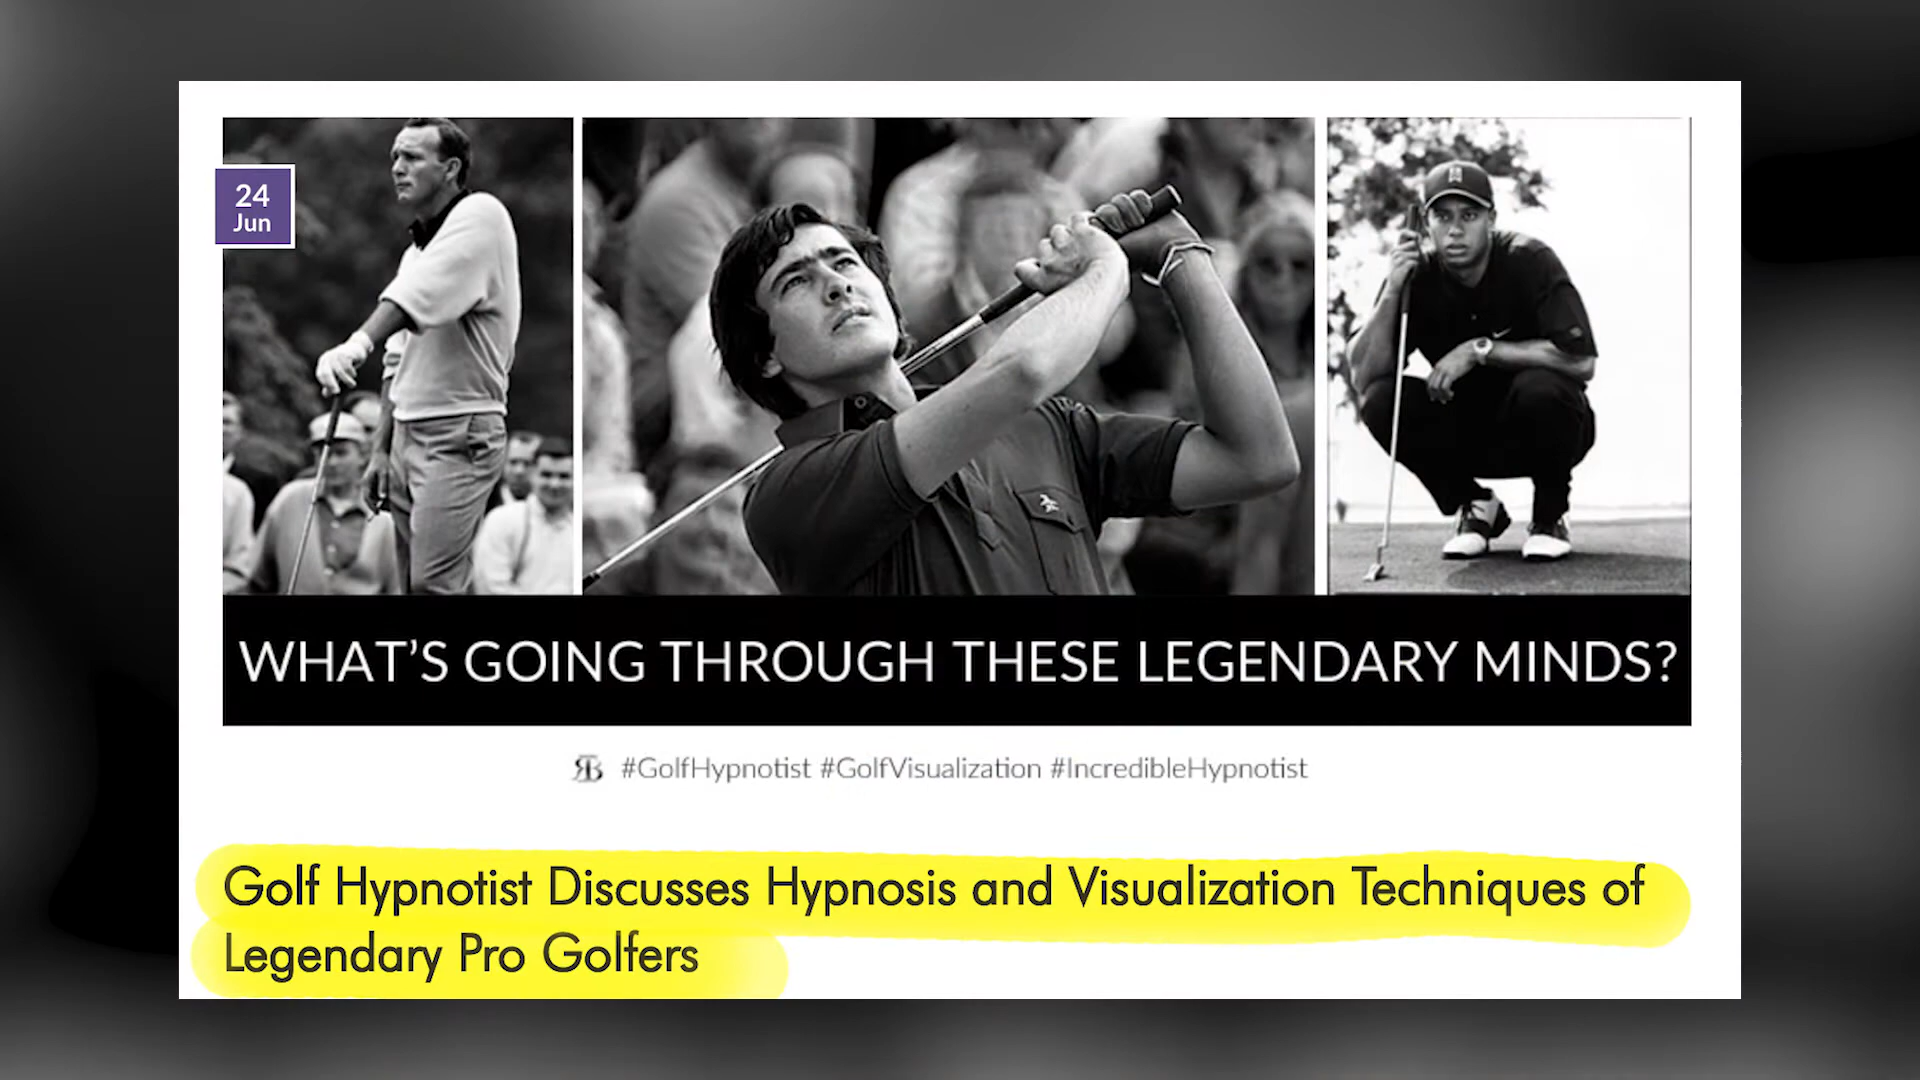 24
Jun
WHAT'S GOING THROUGH THESE LEGENDARY MINDS?
#GolfHypnotist #GolfVisualization #IncredibleHypnotist
Golf Hypnotist Discusses Hypnosis and Visualization Techniques of
Legendary Pro Golfers